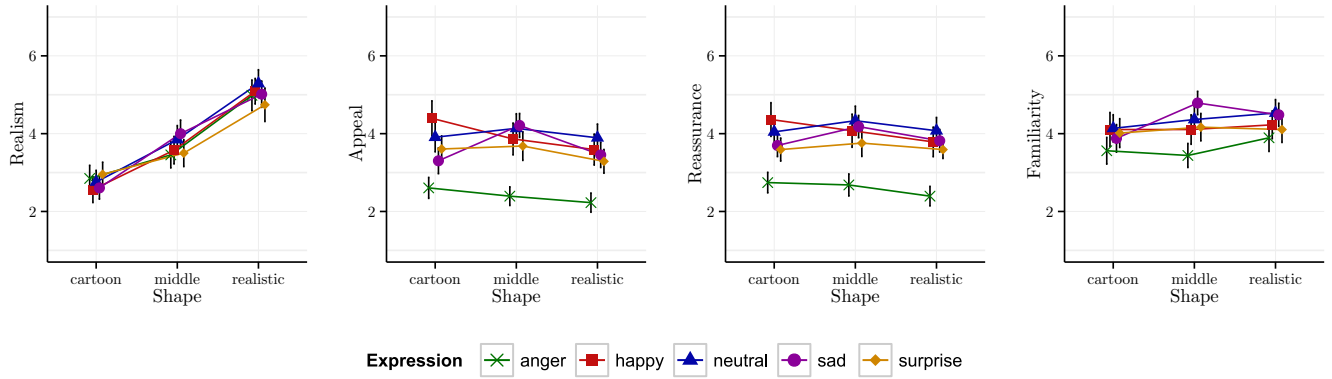 Realism
6
4
2
cartoon middle realistic
Shape
Appeal
6
4
2
cartoon middle realistic
Shape
Reassurance
6
4
2
cartoon middle realistic
Shape
Familiarity
6
4
2
cartoon middle realistic
Shape
Expression anger happy neutral sad surprise